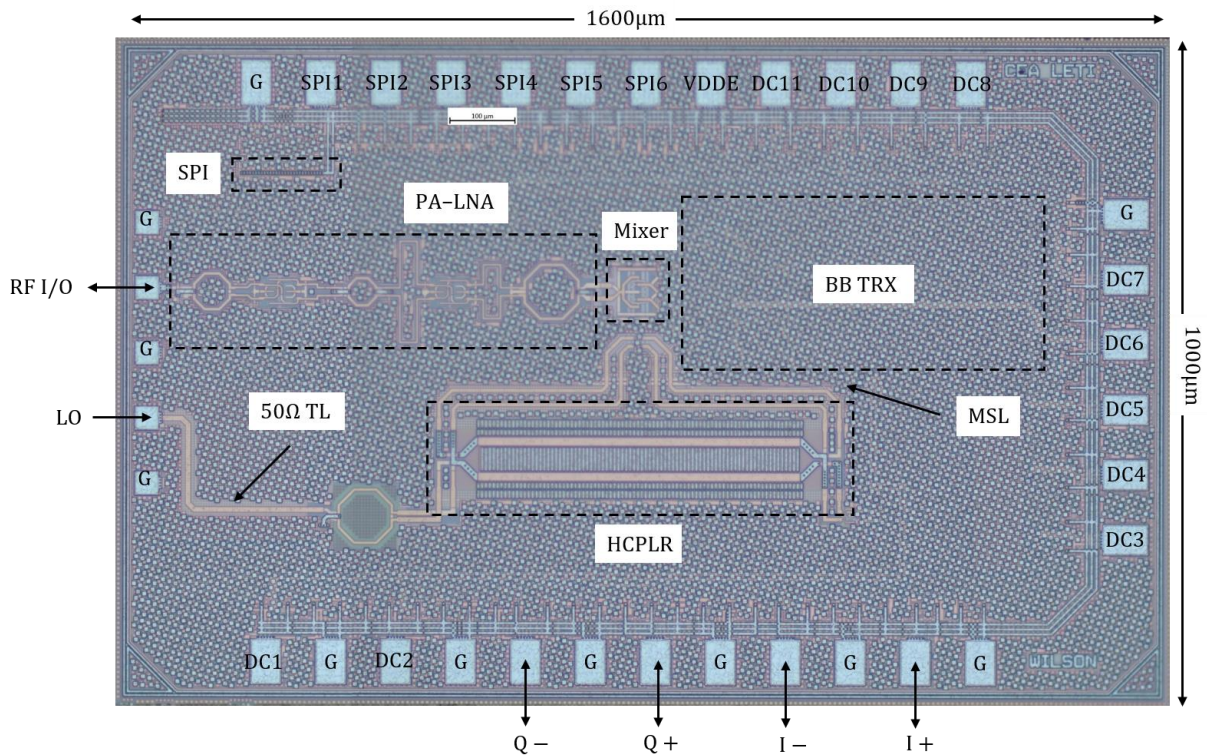 1600μm
CEA LETI
G SPI1 SPI2 SPI3 SPI4 SPI5 SPI6 VDDE DC11 DC10 DC9 DC8
100 μm
SPI
PA–LNA
G
Mixer
G
RF I/O
BB TRX
DC7
1000μm
G
DC6
50Ω TL
LO
MSL
DC5
G
DC4
HCPLR
DC3
DC1 G DC2 G G G G G
WILSON
Q − Q + I − I +